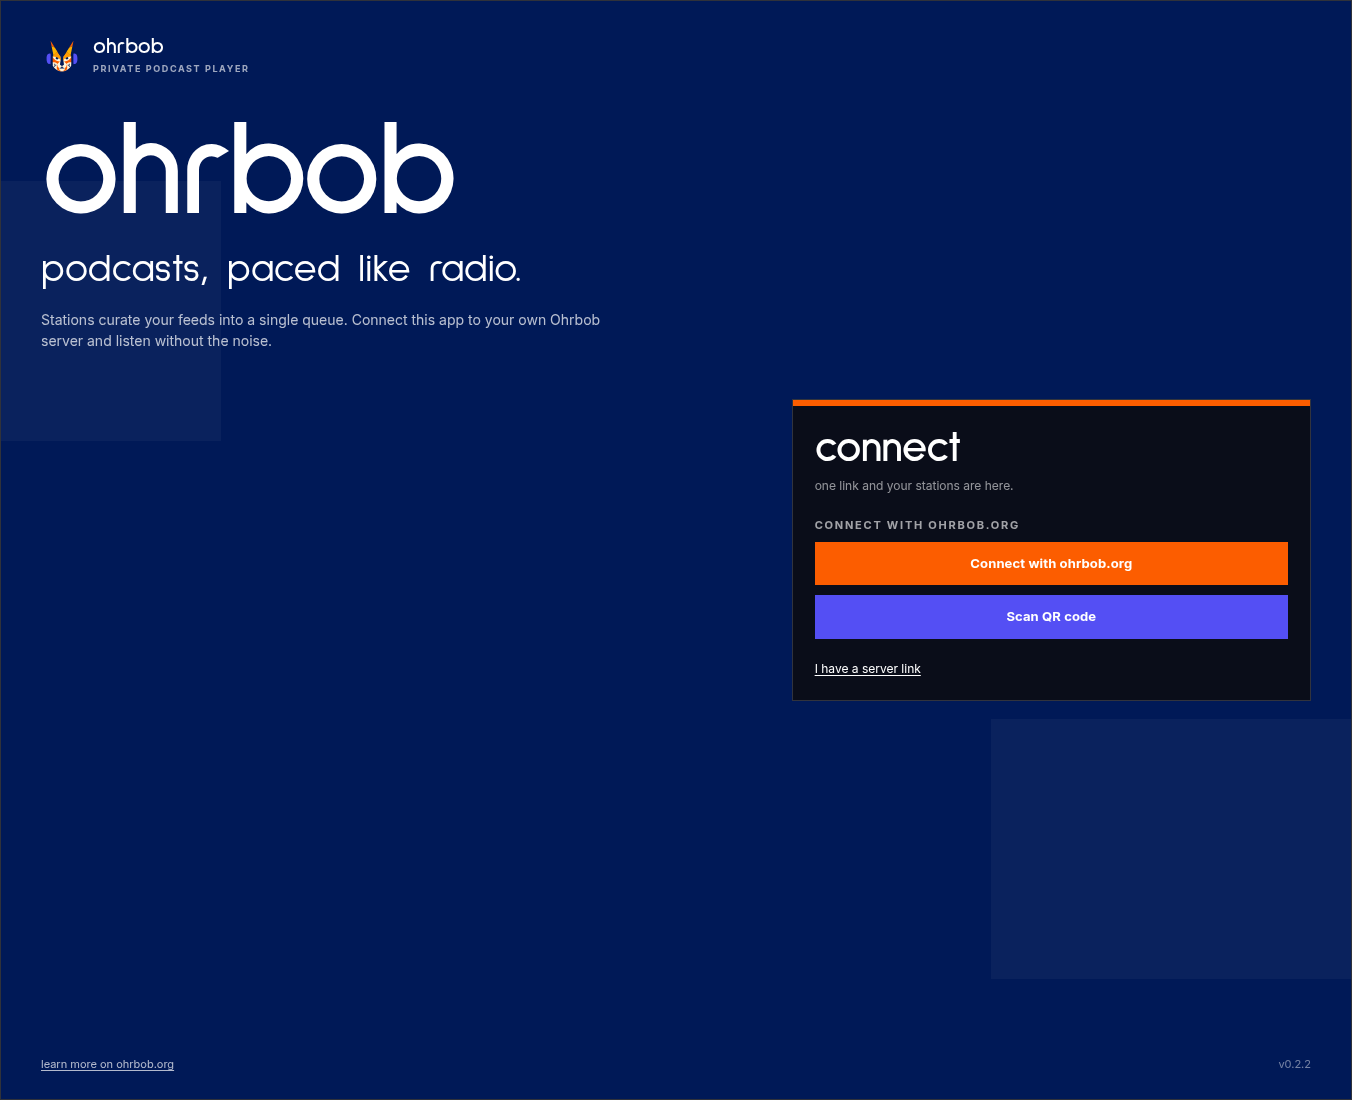 ohrbob
PRIVATE PODCAST PLAYER
ohrbob
podcasts, paced like radio.
Stations curate your feeds into a single queue. Connect this app to your own Ohrbob
server and listen without the noise.
connect
one link and your stations are here.
CONNECT WITH OHRBOB.ORG
Connect with ohrbob.org
Scan QR code
I have a server link
learn more on ohrbob.org
v0.2.2